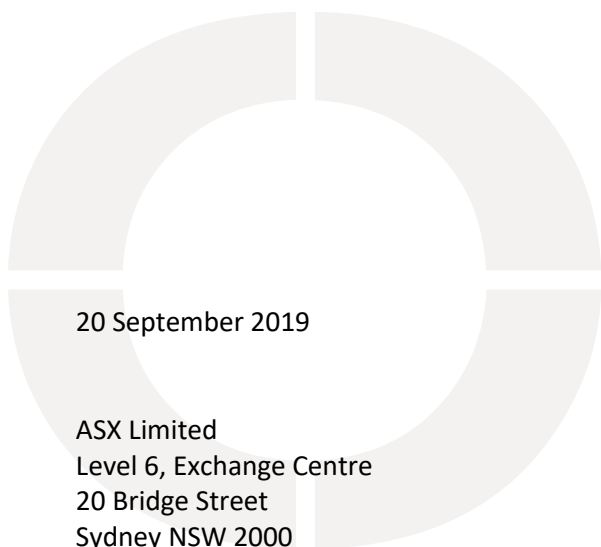 20 September 2019
ASX Limited
Level 6, Exchange Centre
20 Bridge Street
Sydney NSW 2000